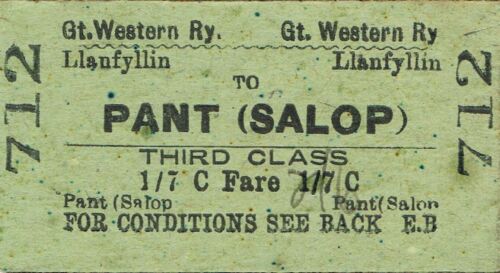 Gt. Western Ry. Gt. Western Ry
Llanfyllin Llanfyllin
TO
PANT (SALOP)
THIRD CLASS
1/7 C Fare 1/7 C
Pant (Salop Pant (Salop
FOR CONDITIONS SEE BACK E.B
712
712